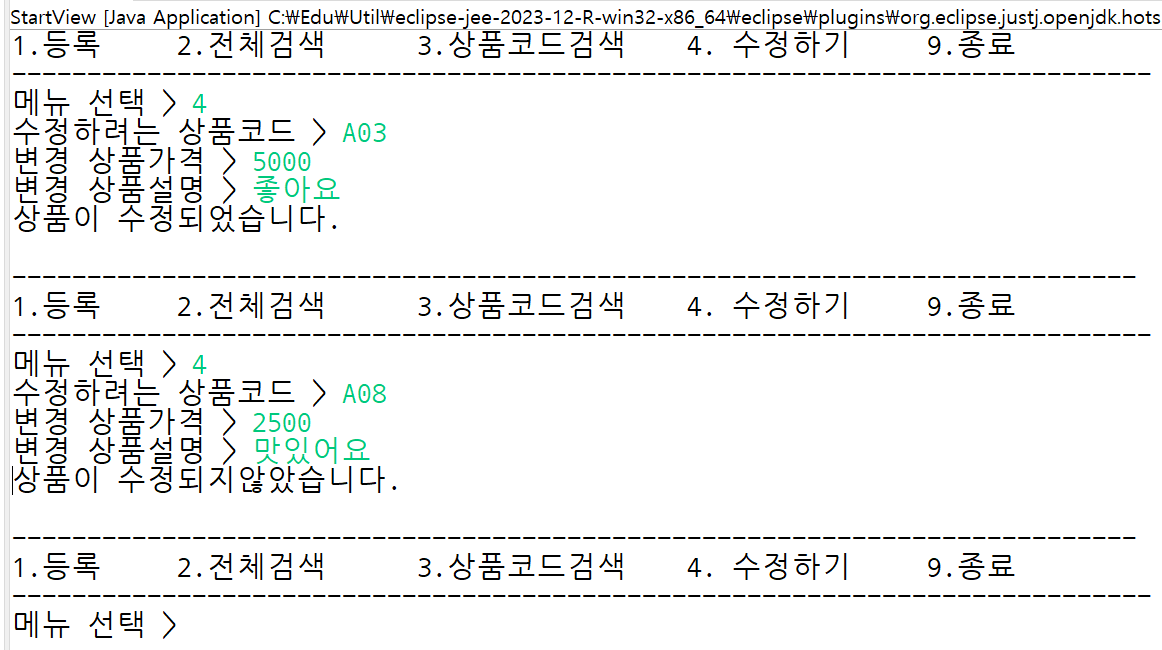 StartView [Java Application] C:₩Edu₩Util₩eclipse-jee-2023-12-R-win32-x86_64₩eclipse₩plugins₩org.eclipse.justj.openjdk.hots
1.등록 2.전체검색 3.상품코드검색 4. 수정하기 9.종료
----------------------------------------------------------------------------
메뉴 선택 > 4
수정하려는 상품코드 > A03
변경 상품가격 > 5000
변경 상품설명 > 좋아요
상품이 수정되었습니다.
---------------------------------------------------------------------------
1.등록 2.전체검색 3.상품코드검색 4. 수정하기 9.종료
----------------------------------------------------------------------------
메뉴 선택 > 4
수정하려는 상품코드 > A08
변경 상품가격 > 2500
변경 상품설명 > 맛있어요
상품이 수정되지않았습니다.
---------------------------------------------------------------------------
1.등록 2.전체검색 3.상품코드검색 4. 수정하기 9.종료
----------------------------------------------------------------------------
메뉴 선택 >